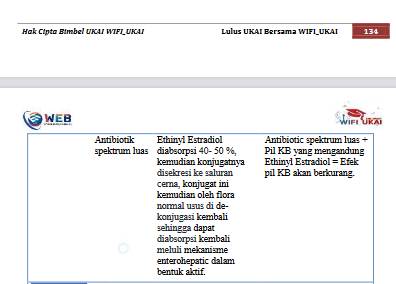 Hak Cipta Bimbel UKAI WIFI_UKAI
Lulus UKAI Bersama WIFI_UKAI
134
WEB
WIFI UKAI
Antibiotik
spektrum luas
Ethinyl Estradiol
diabsorpsi 40- 50 %,
kemudian konjugatnya
disekresi ke saluran
cerna, konjugat ini
kemudian oleh flora
normal usus di de-
konjugasi kembali
sehingga dapat
diabsorpsi kembali
meluli mekanisme
enterohepatic dalam
bentuk aktif.
Antibiotic spektrum luas +
Pil KB yang mengandung
Ethinyl Estradiol = Efek
pil KB akan berkurang.